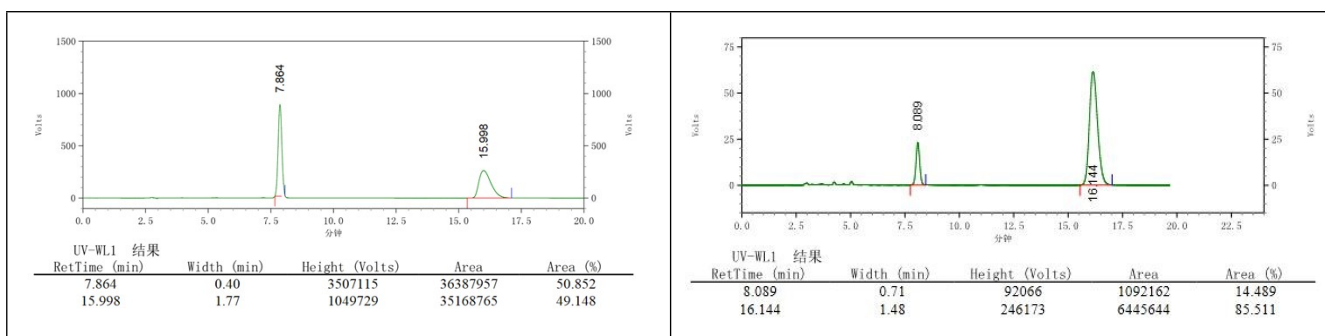 1500
1500
1000
1000
500
500
0
0
Volts
Volts
7.864
15.998
0.0 2.5 5.0 7.5 10.0 12.5 15.0 17.5 20.0
分钟
UV-WL1 结果
RetTime (min) Width (min) Height (Volts) Area Area (%)
7.864 0.40 3507115 36387957 50.852
15.998 1.77 1049729 35168765 49.148
75
75
50
50
25
25
0
0
Volts
Volts
8.089
16.144
0.0 2.5 5.0 7.5 10.0 12.5 15.0 17.5 20.0 22.5
分钟
UV-WL1 结果
RetTime (min) Width (min) Height (Volts) Area Area (%)
8.089 0.71 92066 1092162 14.489
16.144 1.48 246173 6445644 85.511